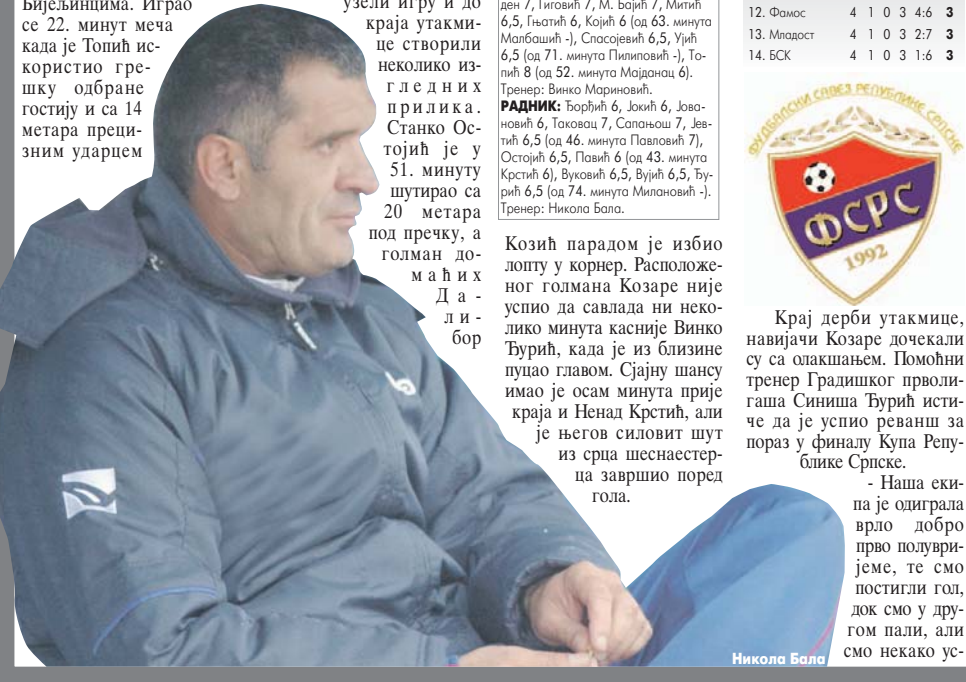 Бијељинцима. Играо
се 22. минут меча
када је Топић ис-
користио гре-
шку одбране
гостију и са 14
метара преци-
зним ударцем
узели игру и до
краја утакми-
це створили
неколико из-
гледних
прилика.
Станко Ос-
тојић је у
51. минуту
шутирао са
20 метара
под пречку, а
голман до-
маћих
Да-
ли-
бор
ден 7, Гиговић 7, М. Бајић 7, Митић
6,5, Гњатић 6, Којић 6 (од 63. минута
Малбашић -), Спасојевић 6,5, Ујић
6,5 (од 71. минута Пилиповић -), То-
пић 8 (од 52. минута Мајданац 6).
Тренер: Винко Мариновић.
РАДНИК: Ђорђић 6, Јокић 6, Јова-
новић 6, Таковац 7, Сапањош 7, Јев-
тић 6,5 (од 46. минута Павловић 7),
Остојић 6,5, Павић 6 (од 43. минута
Крстић 6), Вуковић 6,5, Вујић 6,5, Ђу-
рић 6,5 (од 74. минута Милановић -).
Тренер: Никола Бала.
Козић парадом је избио
лопту у корнер. Расположе-
ног голмана Козаре није
успио да савлада ни неко-
лико минута касније Винко
Ђурић, када је из близине
пуцао главом. Сјајну шансу
имао је осам минута прије
краја и Ненад Крстић, али
је његов силовит шут
из срца шеснаестер-
ца завршио поред
гола.
12. Фамос 4 1 0 3 4:6 3
13. Младост 4 1 0 3 2:7 3
14. БСК 4 1 0 3 1:6 3
ФУДБАЛСКИ САВЕЗ РЕПУБЛИКЕ СРПСКЕ
ФСРС
1992
Крај дерби утакмице,
навијачи Козаре дочекали
су са олакшањем. Помоћни
тренер Градишког прволи-
гаша Синиша Ђурић исти-
че да је успио реванш за
пораз у финалу Купа Репу-
блике Српске.
- Наша еки-
па је одиграла
врло добро
прво полуври-
јеме, те смо
постигли гол,
док смо у дру-
гом пали, али
смо некако ус-
Никола Бала